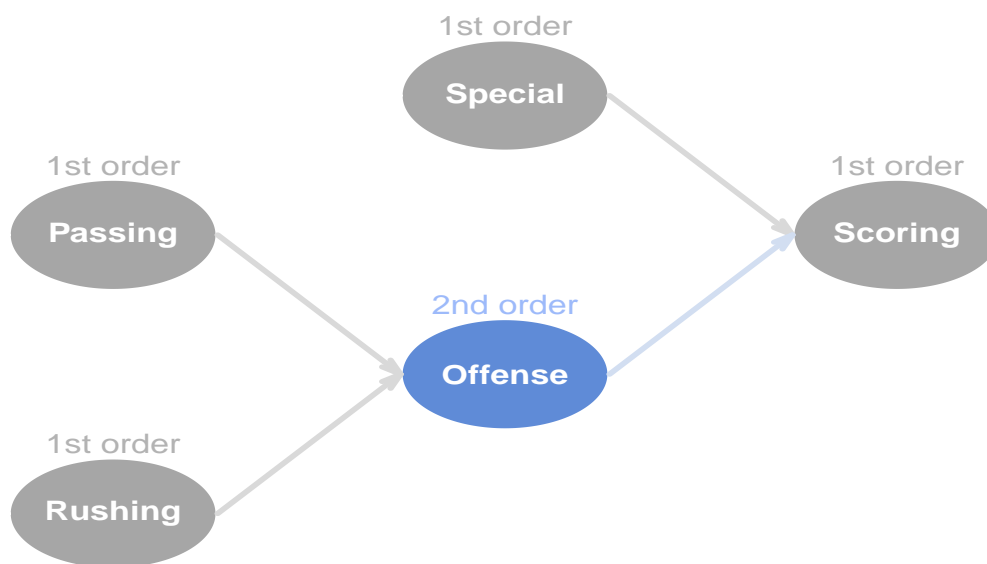 1st order
Special
1st order
Passing
1st order
Scoring
2nd order
Offense
1st order
Rushing